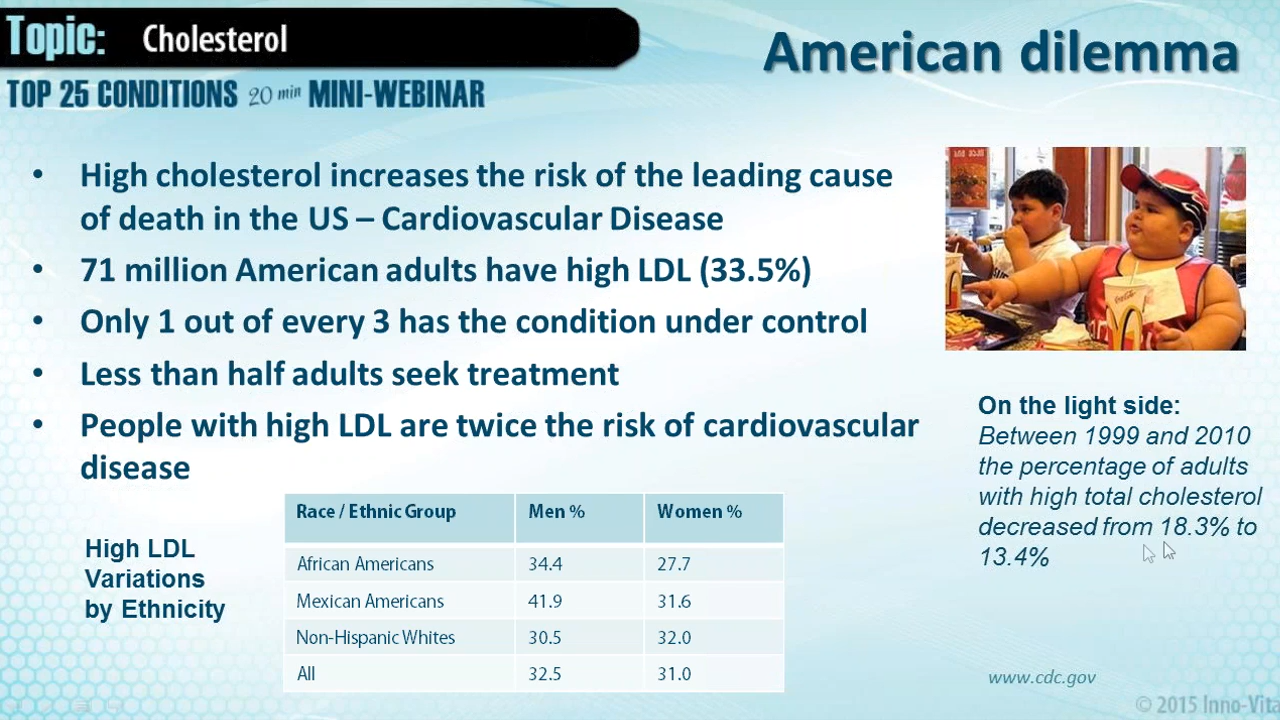 Topic: Cholesterol
TOP 25 CONDITIONS 20 min MINI-WEBINAR
American dilemma
• High cholesterol increases the risk of the leading cause
of death in the US – Cardiovascular Disease
• 71 million American adults have high LDL (33.5%)
• Only 1 out of every 3 has the condition under control
• Less than half adults seek treatment
• People with high LDL are twice the risk of cardiovascular
disease
On the light side:
Between 1999 and 2010
the percentage of adults
with high total cholesterol
decreased from 18.3% to
13.4%
High LDL
Variations
by Ethnicity
Race / Ethnic Group Men % Women %
African Americans 34.4 27.7
Mexican Americans 41.9 31.6
Non-Hispanic Whites 30.5 32.0
All 32.5 31.0
www.cdc.gov
© 2015 Inno-Vita